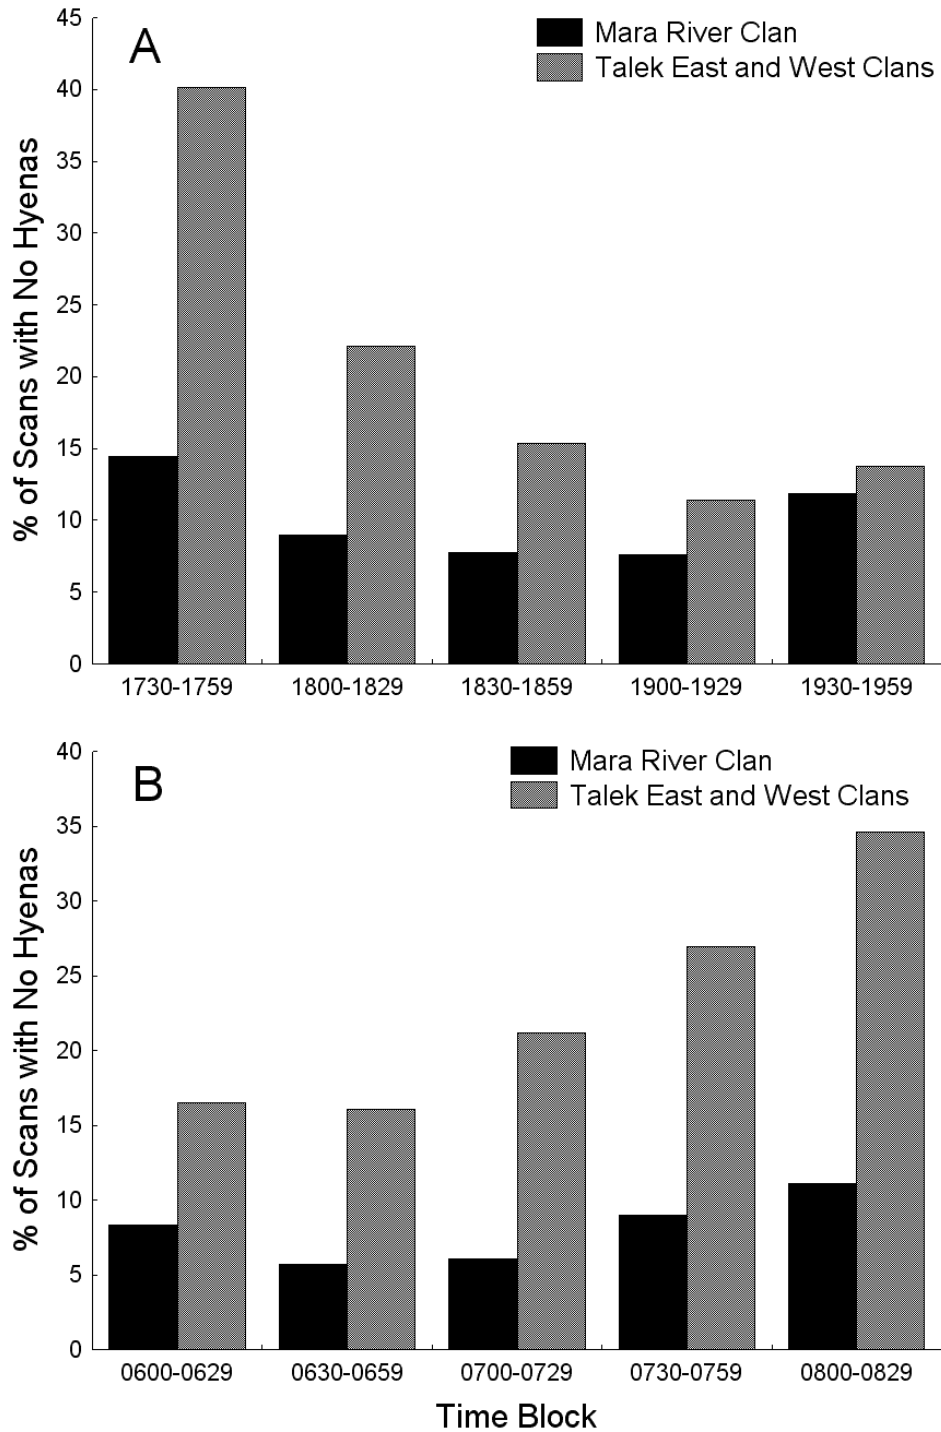 A
Mara River Clan
Talek East and West Clans
% of Scans with No Hyenas
45
40
35
30
25
20
15
10
5
0
1730-1759 1800-1829 1830-1859 1900-1929 1930-1959
B
Mara River Clan
Talek East and West Clans
% of Scans with No Hyenas
40
35
30
25
20
15
10
5
0
0600-0629 0630-0659 0700-0729 0730-0759 0800-0829
Time Block